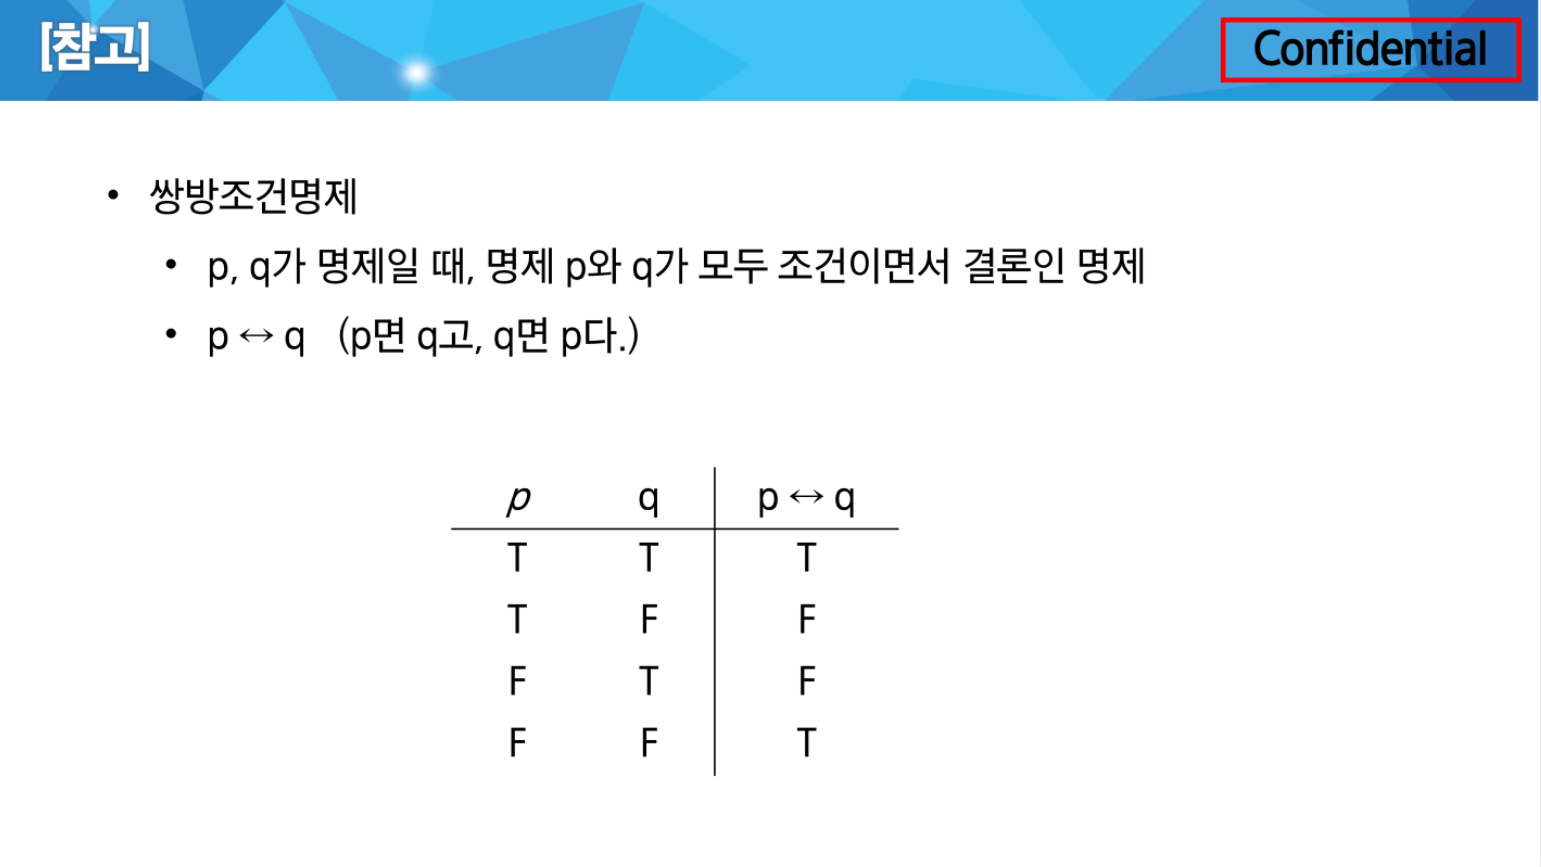 [참고]
Confidential
• 쌍방조건명제
• p, q가 명제일 때, 명제 p와 q가 모두 조건이면서 결론인 명제
• p ↔ q (p면 q고, q면 p다.)
p q p ↔ q
T T T
T F F
F T F
F F T